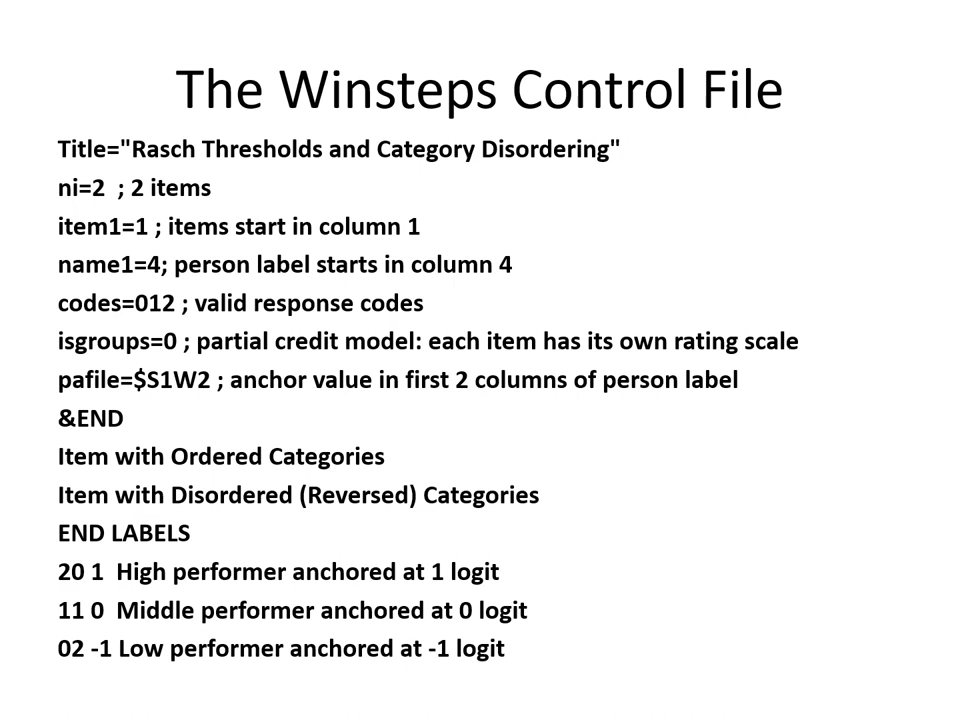 The Winsteps Control File
Title="Rasch Thresholds and Category Disordering"
ni=2  ; 2 items
item1=1 ; items start in column 1
name1=4; person label starts in column 4
codes=012 ; valid response codes
isgroups=0 ; partial credit model: each item has its own rating scale
pafile=$S1W2 ; anchor value in first 2 columns of person label
&END
Item with Ordered Categories
Item with Disordered (Reversed) Categories
END LABELS
20 1  High performer anchored at 1 logit
11 0  Middle performer anchored at 0 logit
02 -1 Low performer anchored at -1 logit